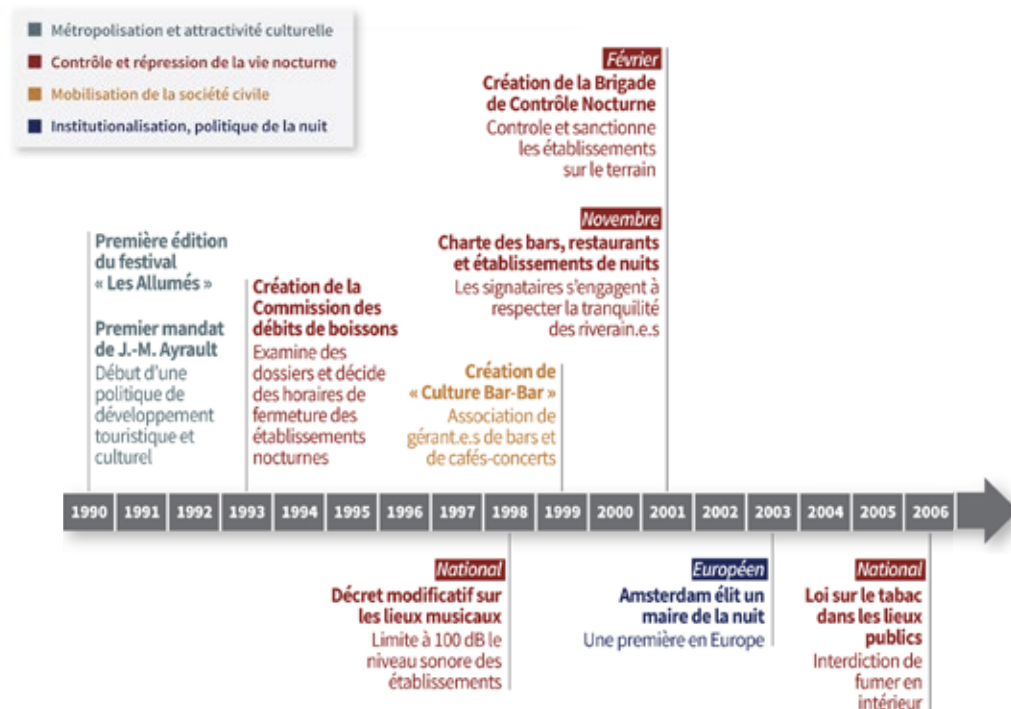 Métropolisation et attractivité culturelle
Contrôle et répression de la vie nocturne
Mobilisation de la société civile
Institutionalisation, politique de la nuit
Première édition
du festival
« Les Allumés »
Premier mandat
de J.-M. Ayrault
Début d'une
politique de
développement
touristique et
culturel
Création de la
Commission des
débits de boissons
Examine des
dossiers et décide
des horaires de
fermeture des
établissements
nocturnes
Création de
« Culture Bar-Bar »
Association de
gérant.e.s de bars et
de cafés-concerts
Février
Création de la Brigade
de Contrôle Nocturne
Controle et sanctionne
les établissements
sur le terrain
Novembre
Charte des bars, restaurants
et établissements de nuits
Les signataires s'engagent à
respecter la tranquilité
des riverain.e.s
1990 1991 1992 1993 1994 1995 1996 1997 1998 1999 2000 2001 2002 2003 2004 2005 2006
National
Décret modificatif sur
les lieux musicaux
Limite à 100 dB le
niveau sonore des
établissements
Européen
Amsterdam élit un
maire de la nuit
Une première en Europe
National
Loi sur le tabac
dans les lieux
publics
Interdiction de
fumer en
intérieur